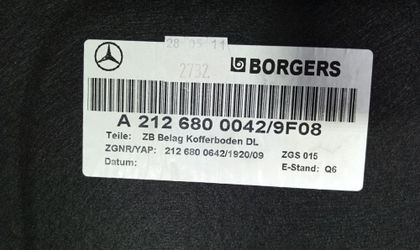 28 05 11
2732
BORGERS
A 212 680 0042/9F08
Teile: ZB Belag Kofferboden DL
ZGNR/YAP: 212 680 0642/1920/09 ZGS 015
Datum: E-Stand: Q6